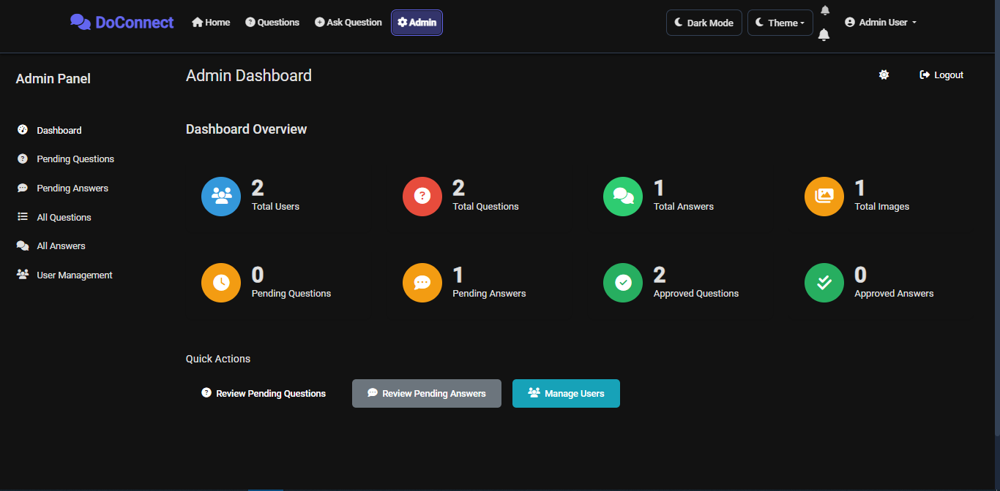 DoConnect Home Questions Ask Question Admin Dark Mode Theme Admin User
Admin Panel
Admin Dashboard
Logout
Dashboard
Pending Questions
Pending Answers
All Questions
All Answers
User Management
Dashboard Overview
2
Total Users
2
Total Questions
1
Total Answers
1
Total Images
0
Pending Questions
1
Pending Answers
2
Approved Questions
0
Approved Answers
Quick Actions
Review Pending Questions Review Pending Answers Manage Users